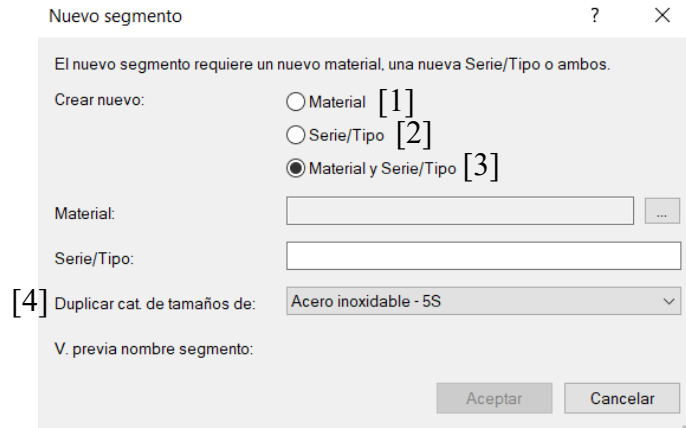 Nuevo segmento ? ×
El nuevo segmento requiere un nuevo material, una nueva Serie/Tipo o ambos.
Crear nuevo: Material [1]
Serie/Tipo [2]
Material y Serie/Tipo [3]
Material: ...
Serie/Tipo:
[4] Duplicar cat. de tamaños de: Acero inoxidable - 5S
V. previa nombre segmento:
Aceptar Cancelar